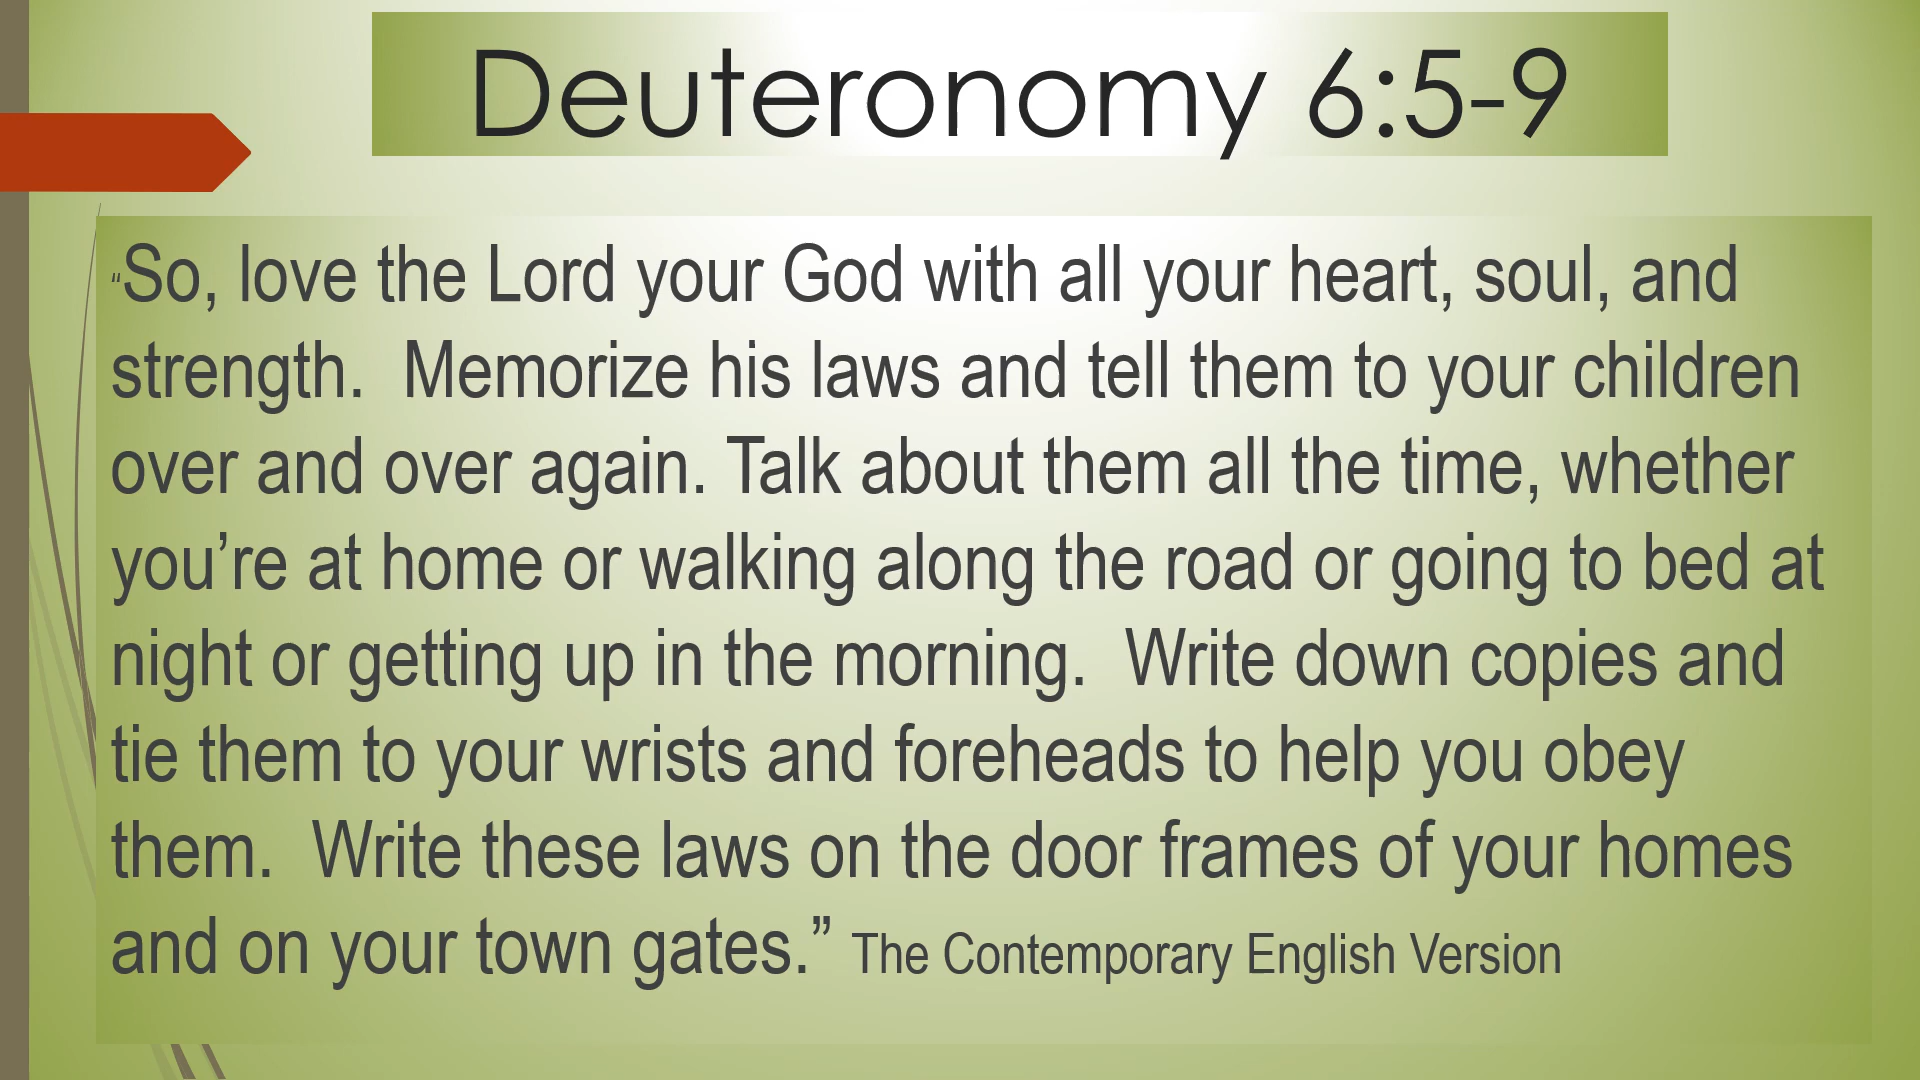 Deuteronomy 6:5-9
“So, love the Lord your God with all your heart, soul, and
strength.  Memorize his laws and tell them to your children
over and over again. Talk about them all the time, whether
you’re at home or walking along the road or going to bed at
night or getting up in the morning.  Write down copies and
tie them to your wrists and foreheads to help you obey
them.  Write these laws on the door frames of your homes
and on your town gates.” The Contemporary English Version